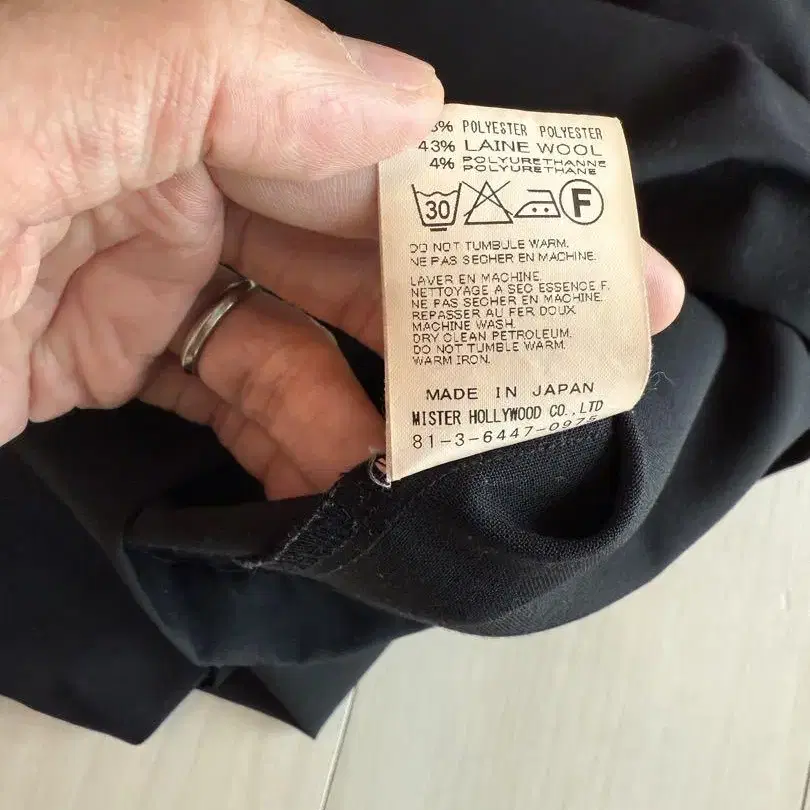 3% POLYESTER POLYESTER
43% LAINE WOOL
4% POLYURETHANNE
POLYURETHANE
30 F
DO NOT TUMBULE WARM.
NE PAS SECHER EN MACHINE.
LAVER EN MACHINE.
NETTOYAGE A SEC ESSENCE F.
NE PAS SECHER EN MACHINE.
REPASSER AU FER DOUX.
MACHINE WASH.
DRY CLEAN PETROLEUM.
DO NOT TUMBLE WARM.
WARM IRON.
MADE IN JAPAN
MISTER HOLLYWOOD CO.,LTD
81-3-6447-0975